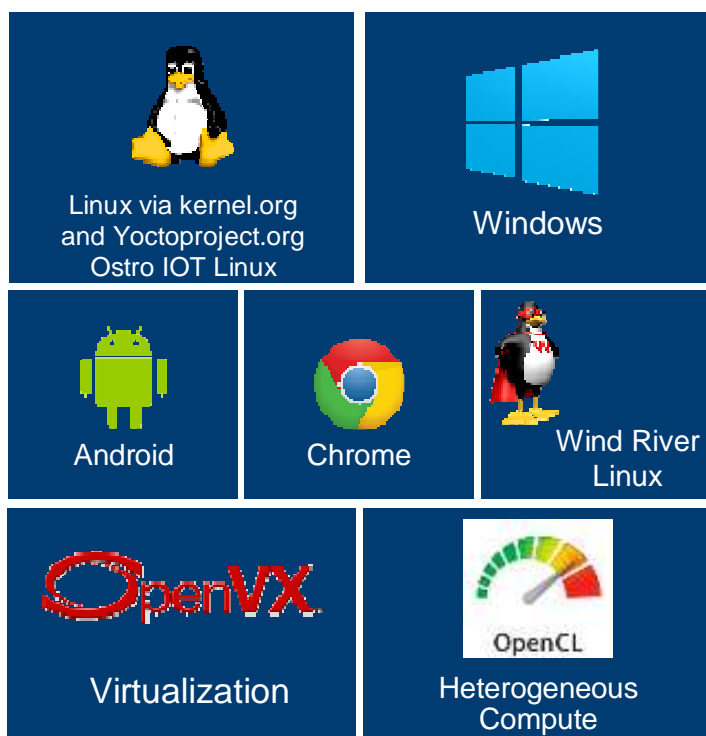 Linux via kernel.org
and Yoctoproject.org
Ostro IOT Linux
Windows
Android
Chrome
W
Wind River
Linux
OpenVX
Virtualization
OpenCL
Heterogeneous
Compute